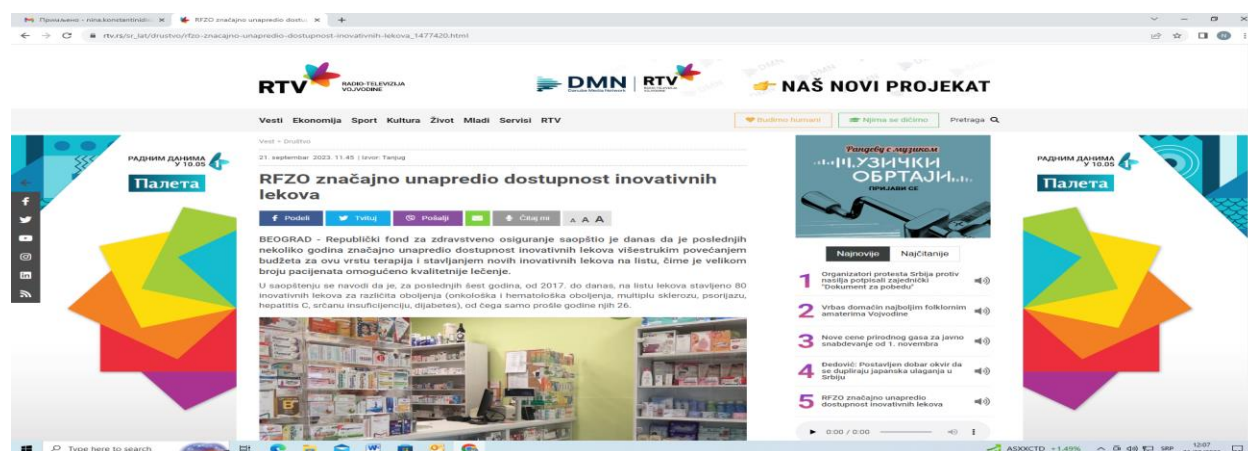 RFZO značajno unapredio dostu
rtv.rs/sr_lat/drustvo/rfzo-znacajno-unapredio-dostupnost-inovativnih-lekova_1477420.html
RTV RADIO-TELEVIZIJA
VOJVODINE
DMN RTV
NAŠ NOVI PROJEKAT
Vesti Ekonomija Sport Kultura Život Mladi Servisi RTV
Budimo humani
Njima se dičimo
Pretraga
Vesti
Društvo
21. septembar 2023. 11.45 | Izvor: Tanjug
RFZO značajno unapredio dostupnost inovativnih
lekova
Podeli Tvituj Pošalji Čitaj mi A A A
BEOGRAD - Republički fond za zdravstveno osiguranje saopštio je danas da je poslednjih
nekoliko godina značajno unapredio dostupnost inovativnih lekova višestrukim povećanjem
budžeta za ovu vrstu terapija i stavljanjem novih inovativnih lekova na listu, čime je velikom
broju pacijenata omogućeno kvalitetnije lečenje.
U saopštenju se navodi da je, za poslednjih šest godina, od 2017. do danas, na listu lekova stavljeno 80
inovativnih lekova za različita oboljenja (onkološka i hematološka oboljenja, multiplu sklerozu, psorijazu,
hepatitis C, srčanu insuficijenciju, dijabetes), od čega samo prošle godine njih 26.
РАДНИМ ДАНИМА
У 10.05
Палета
Рандеву с музиком
УЗИЧКИ
ОБРТАЈИ
ПРИЈАВИ СЕ
Najnovije Najčitanije
1 Organizatori protesta Srbija protiv
nasilja potpisali zajednički
"Dokument za pobedu"
2 Vrbas domaćin najboljim folklornim
amaterima Vojvodine
3 Nove cene prirodnog gasa za javno
snabdevanje od 1. novembra
4 Đedović: Postavljen dobar okvir da
se dupliraju japanska ulaganja u
Srbiju
5 RFZO značajno unapredio
dostupnost inovativnih lekova
0:00 / 0:00
РАДНИМ ДАНИМА
У 10.05
Палета
Type here to search
ASXXCTD +1.49%
SRP
12:07